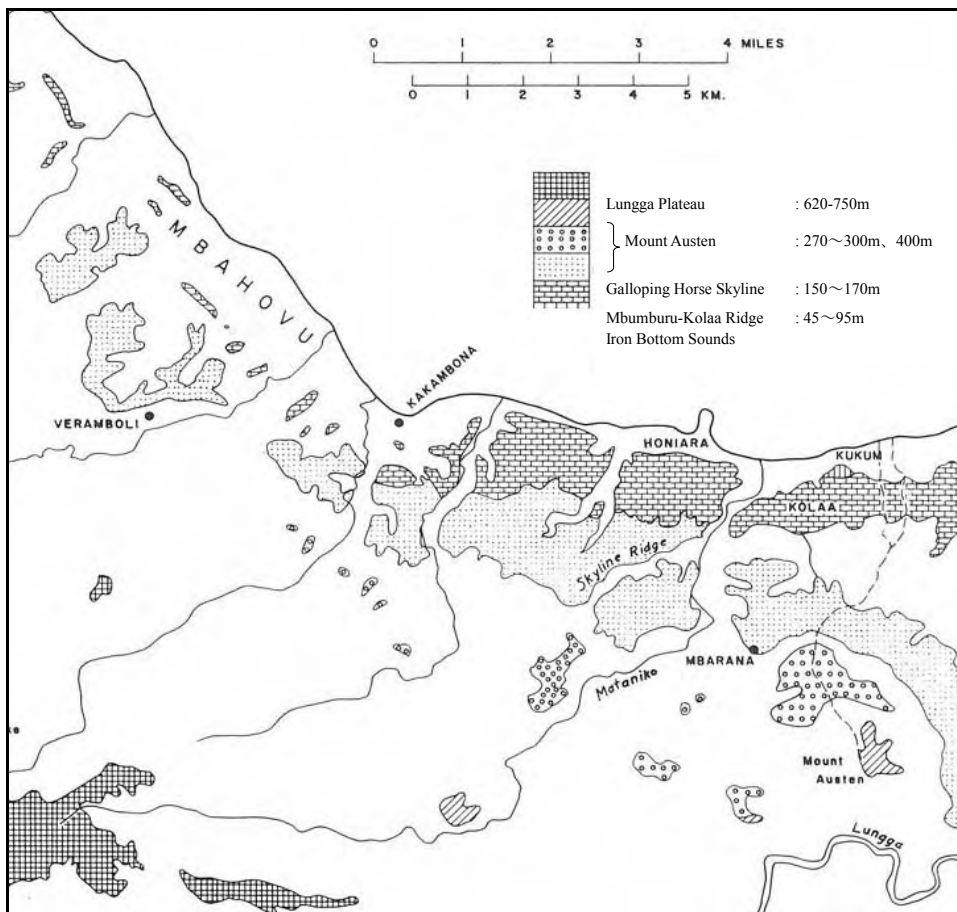 0 1 2 3 4 MILES
0 1 2 3 4 5 KM.
Lungga Plateau : 620-750m
Mount Austen : 270～300m、400m
Galloping Horse Skyline : 150～170m
Mbumburu-Kolaa Ridge : 45～95m
Iron Bottom Sounds
MBAHOVU
KAKAMBONA
VERAMBOLI
HONIARA
KUKUM
KOLAA
Skyline Ridge
MBARANA
Mataniko
Mount
Austen
Lungga